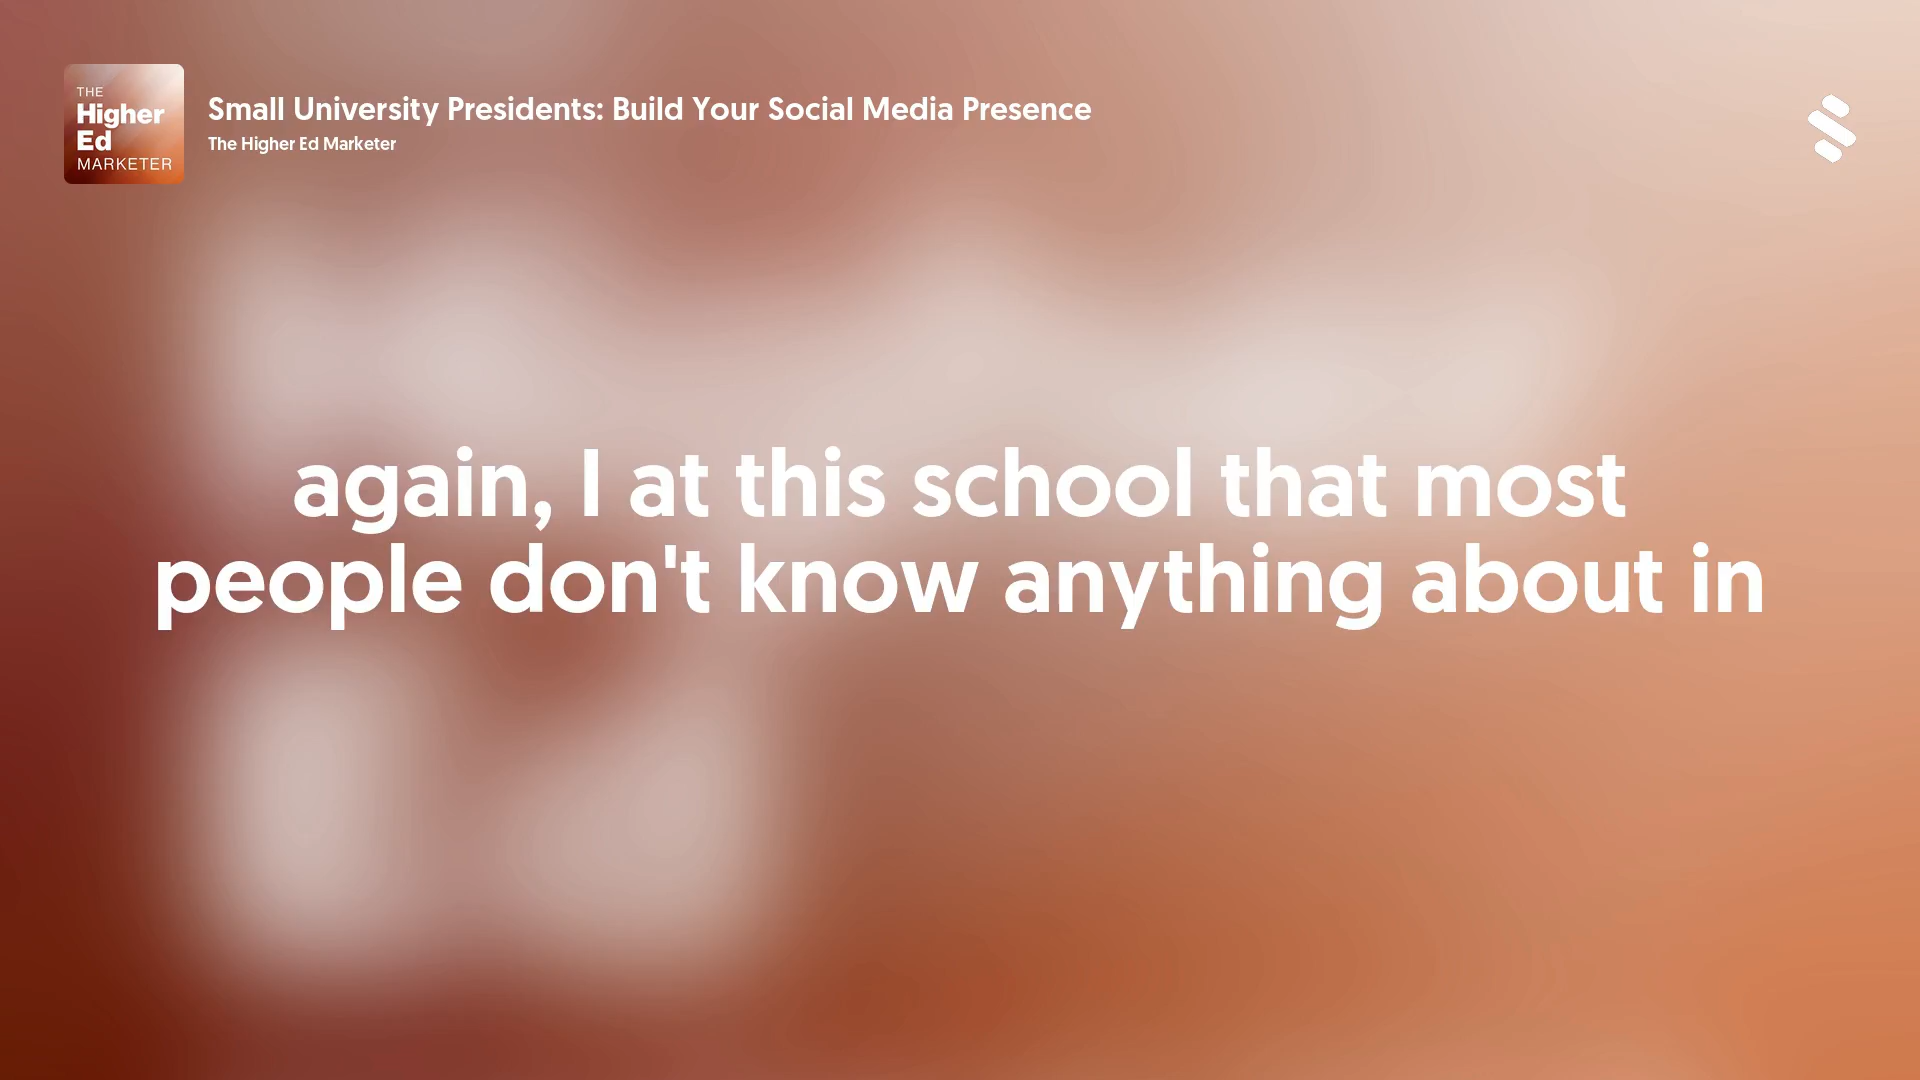 THE
Higher
Ed
MARKETER
Small University Presidents: Build Your Social Media Presence
The Higher Ed Marketer
again, I at this school that most
people don't know anything about in